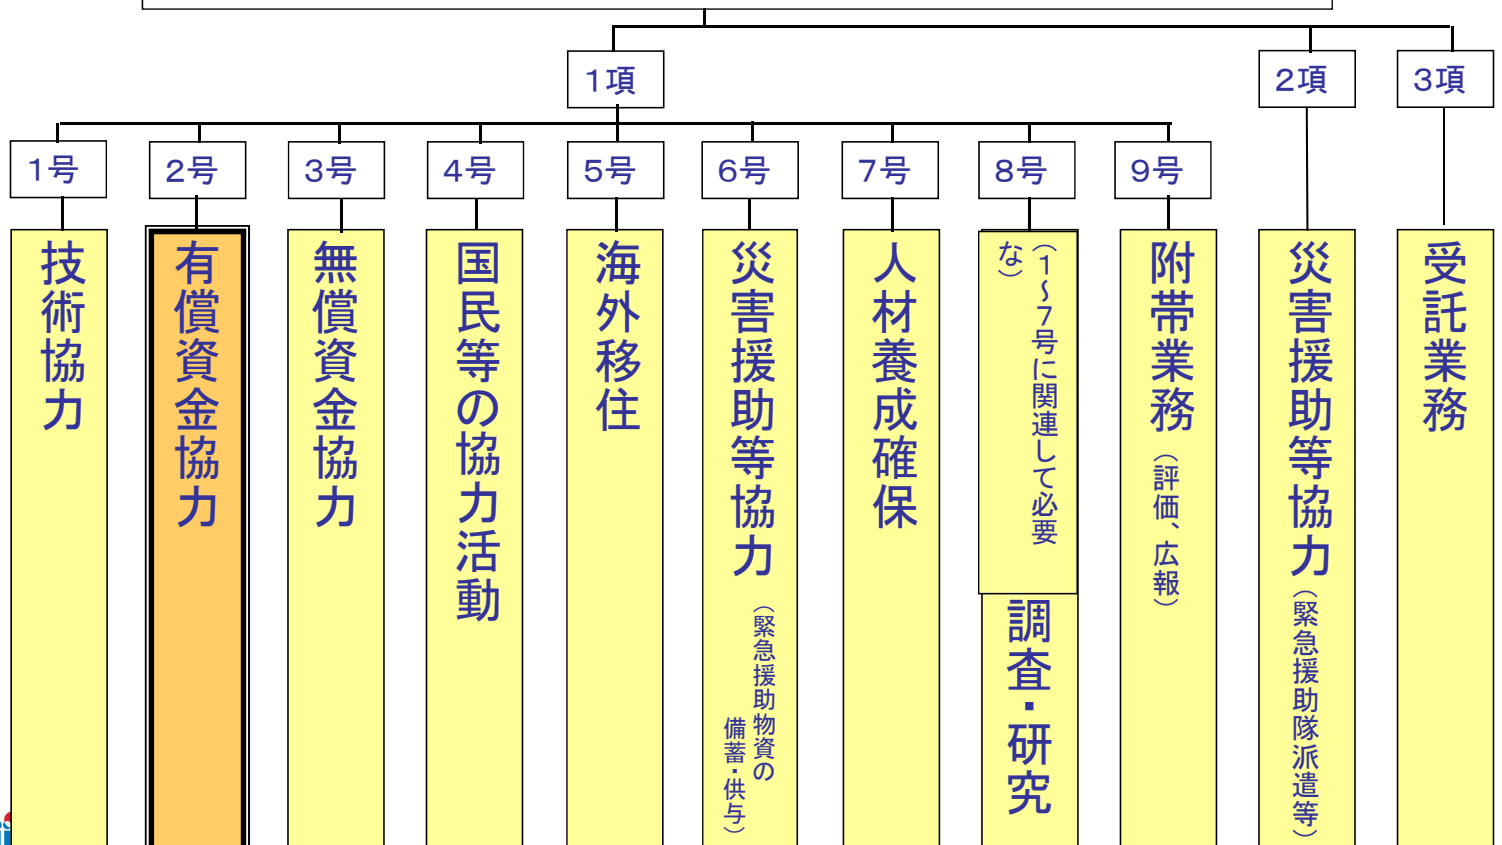 1項
2項
3項
1号
2号
3号
4号
5号
6号
7号
8号
9号
技術協力
有償資金協力
無償資金協力
国民等の協力活動
海外移住
災害援助等協力
（緊急援助物資の
備蓄・供与）
人材養成確保
（1～7号に関連して必要
な）
調査・研究
附帯業務（評価、広報）
災害援助等協力（緊急援助隊派遣等）
受託業務